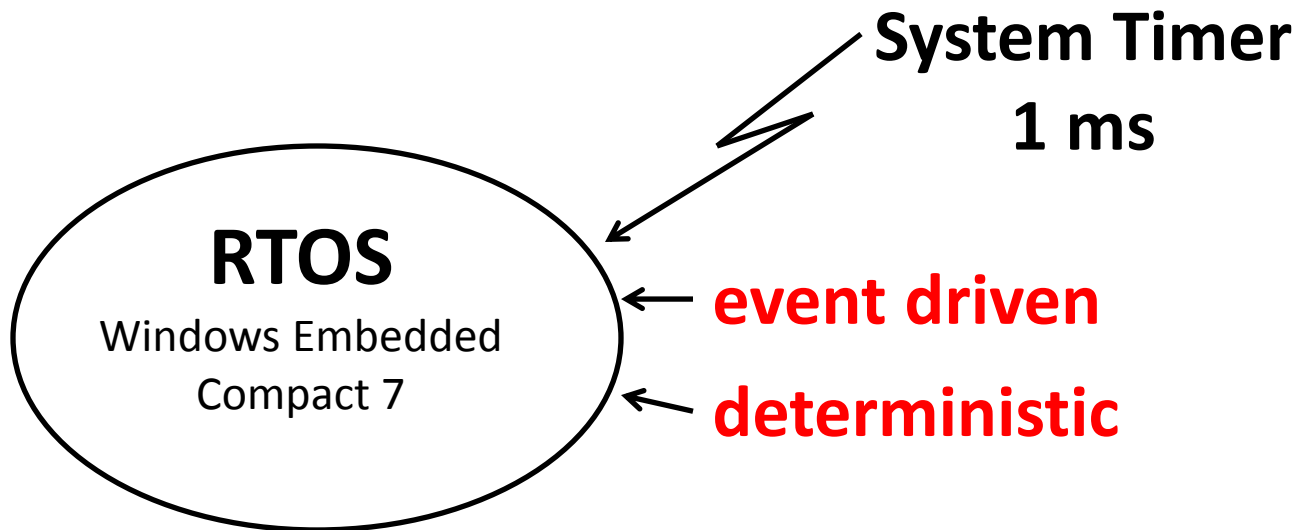 System Timer
1 ms
RTOS
Windows Embedded
Compact 7
event driven
deterministic